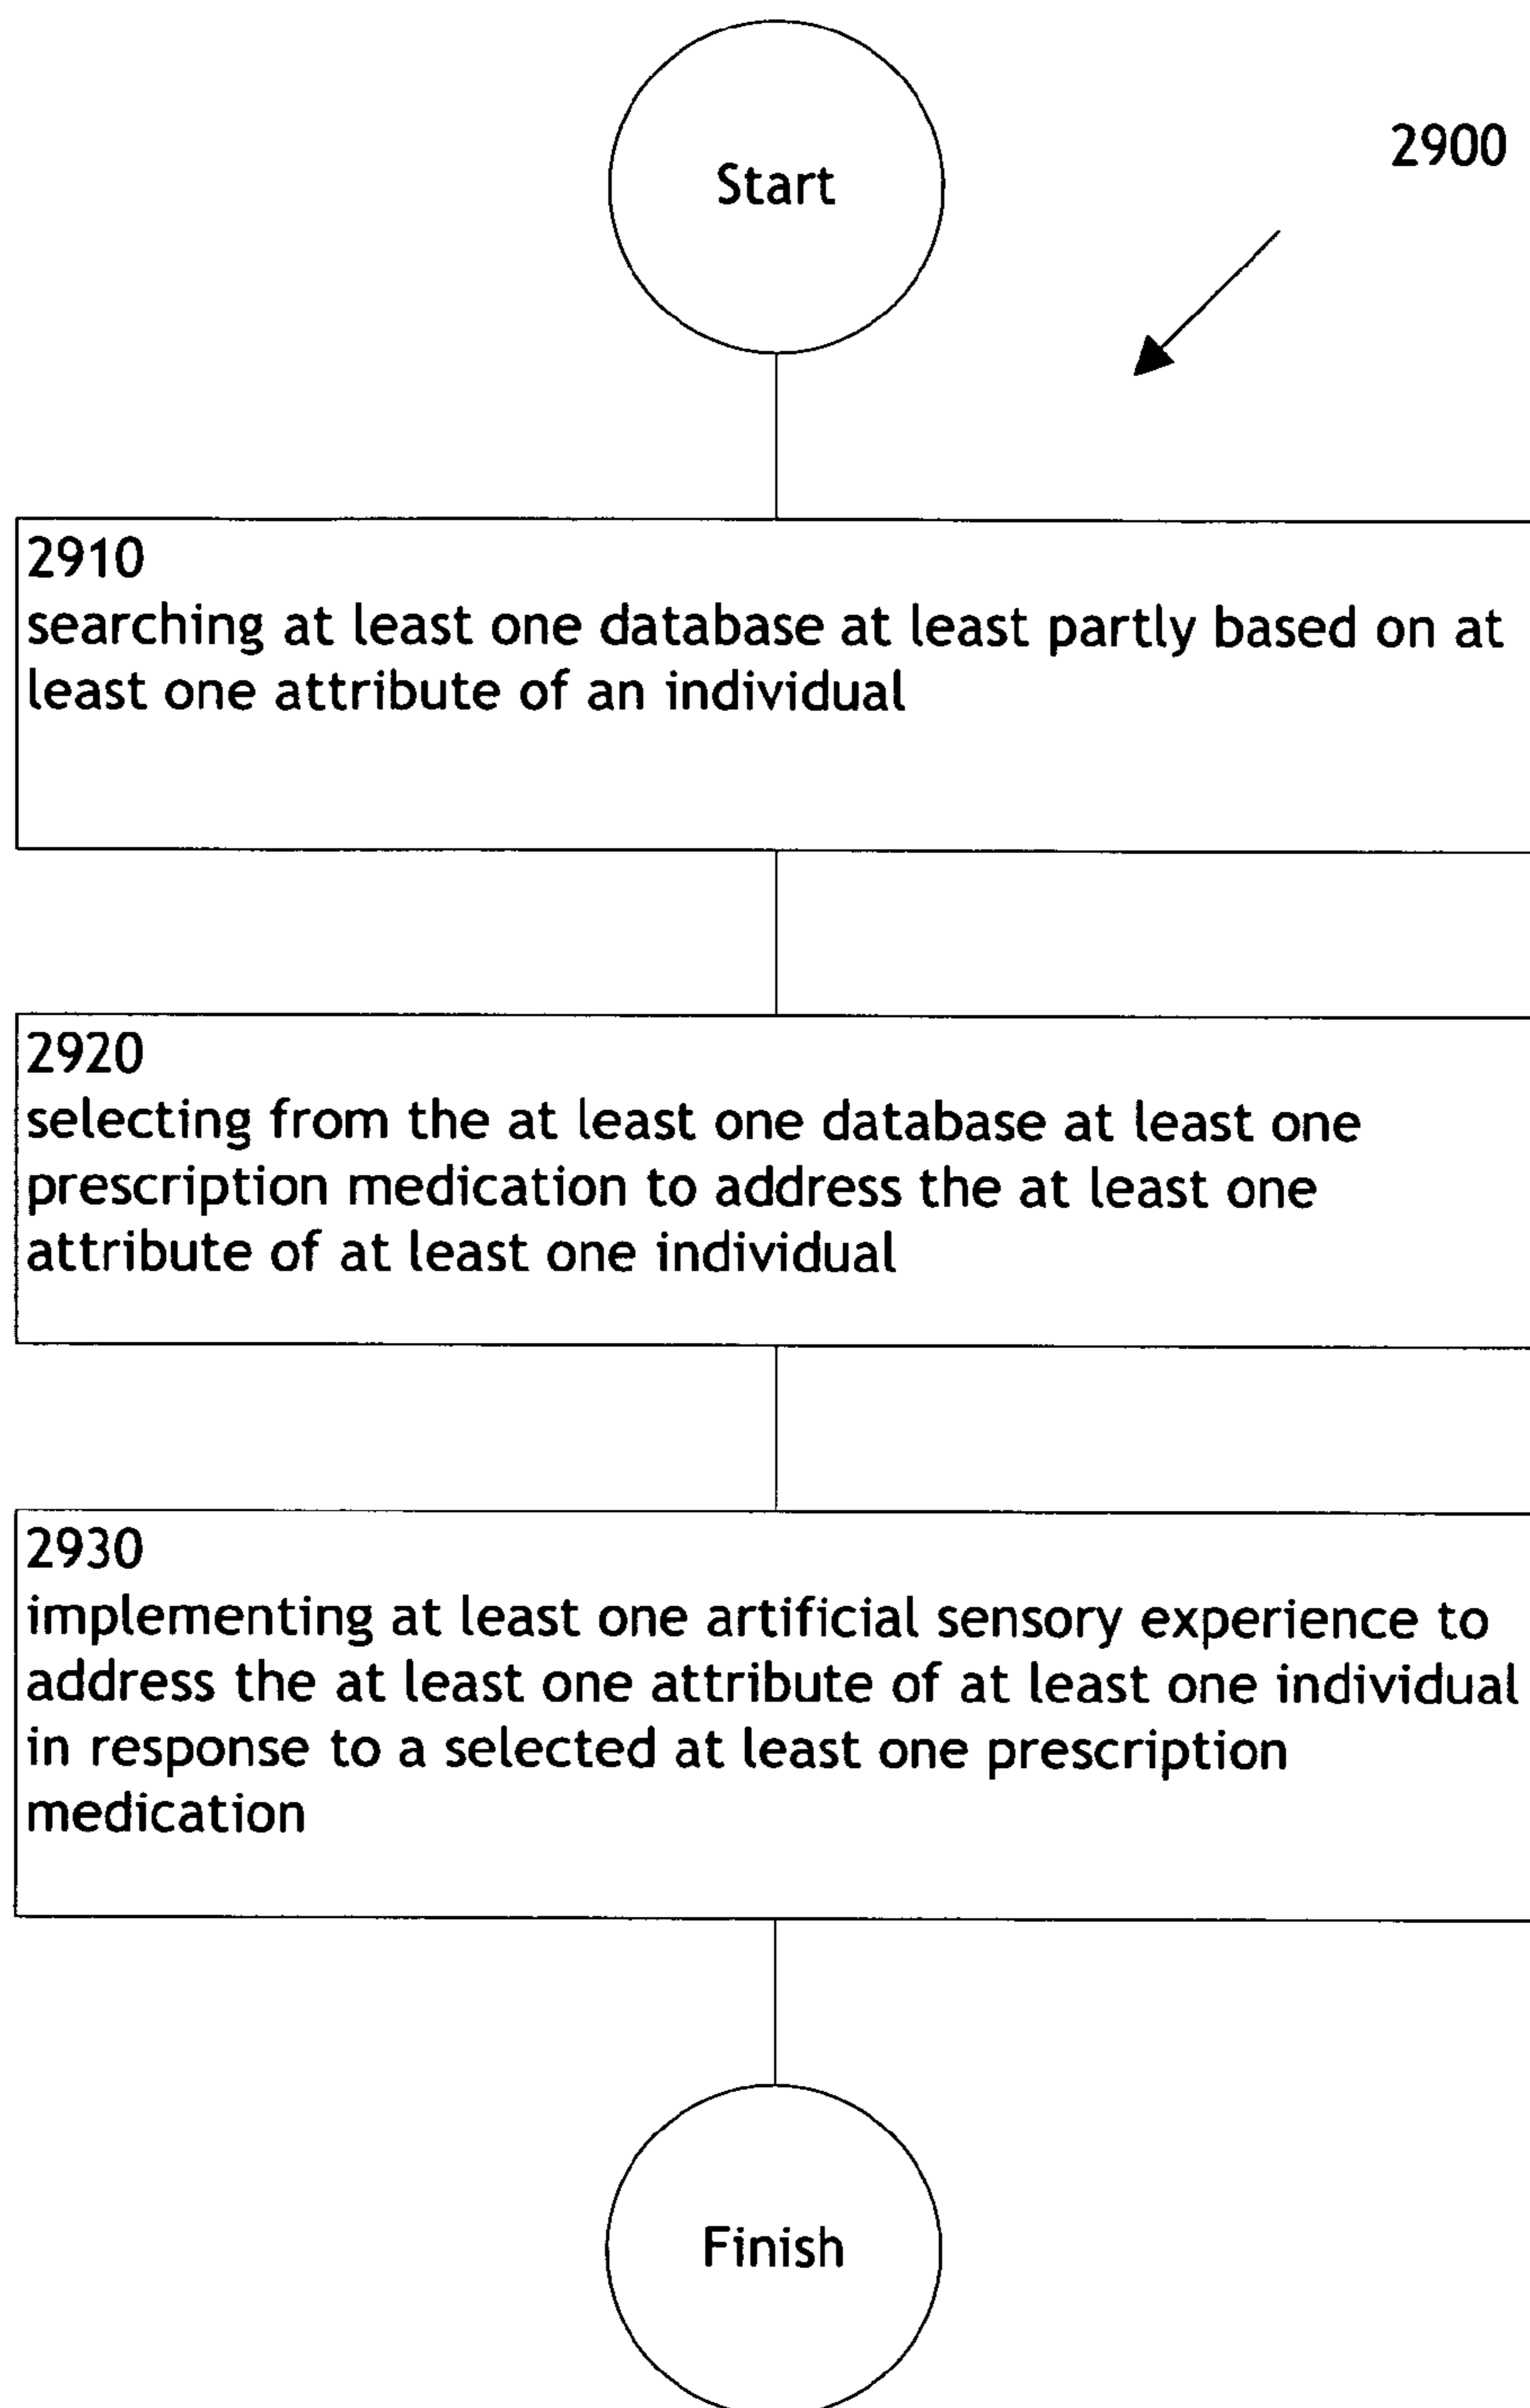 Start
2900
2910
searching at least one database at least partly based on at
least one attribute of an individual
2920
selecting from the at least one database at least one
prescription medication to address the at least one
attribute of at least one individual
2930
implementing at least one artificial sensory experience to
address the at least one attribute of at least one individual
in response to a selected at least one prescription
medication
Finish